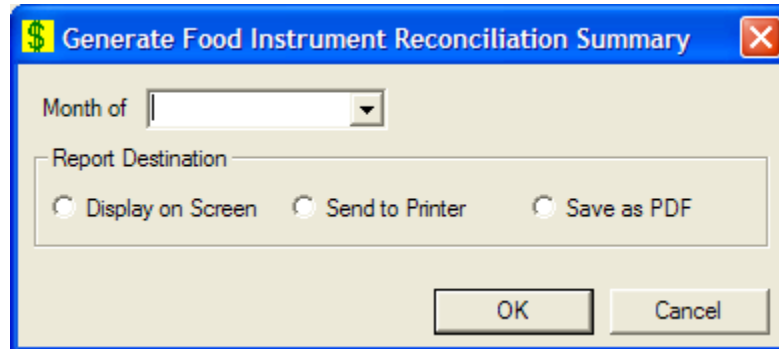 $ Generate Food Instrument Reconciliation Summary
Month of
Report Destination
Display on Screen Send to Printer Save as PDF
OK Cancel